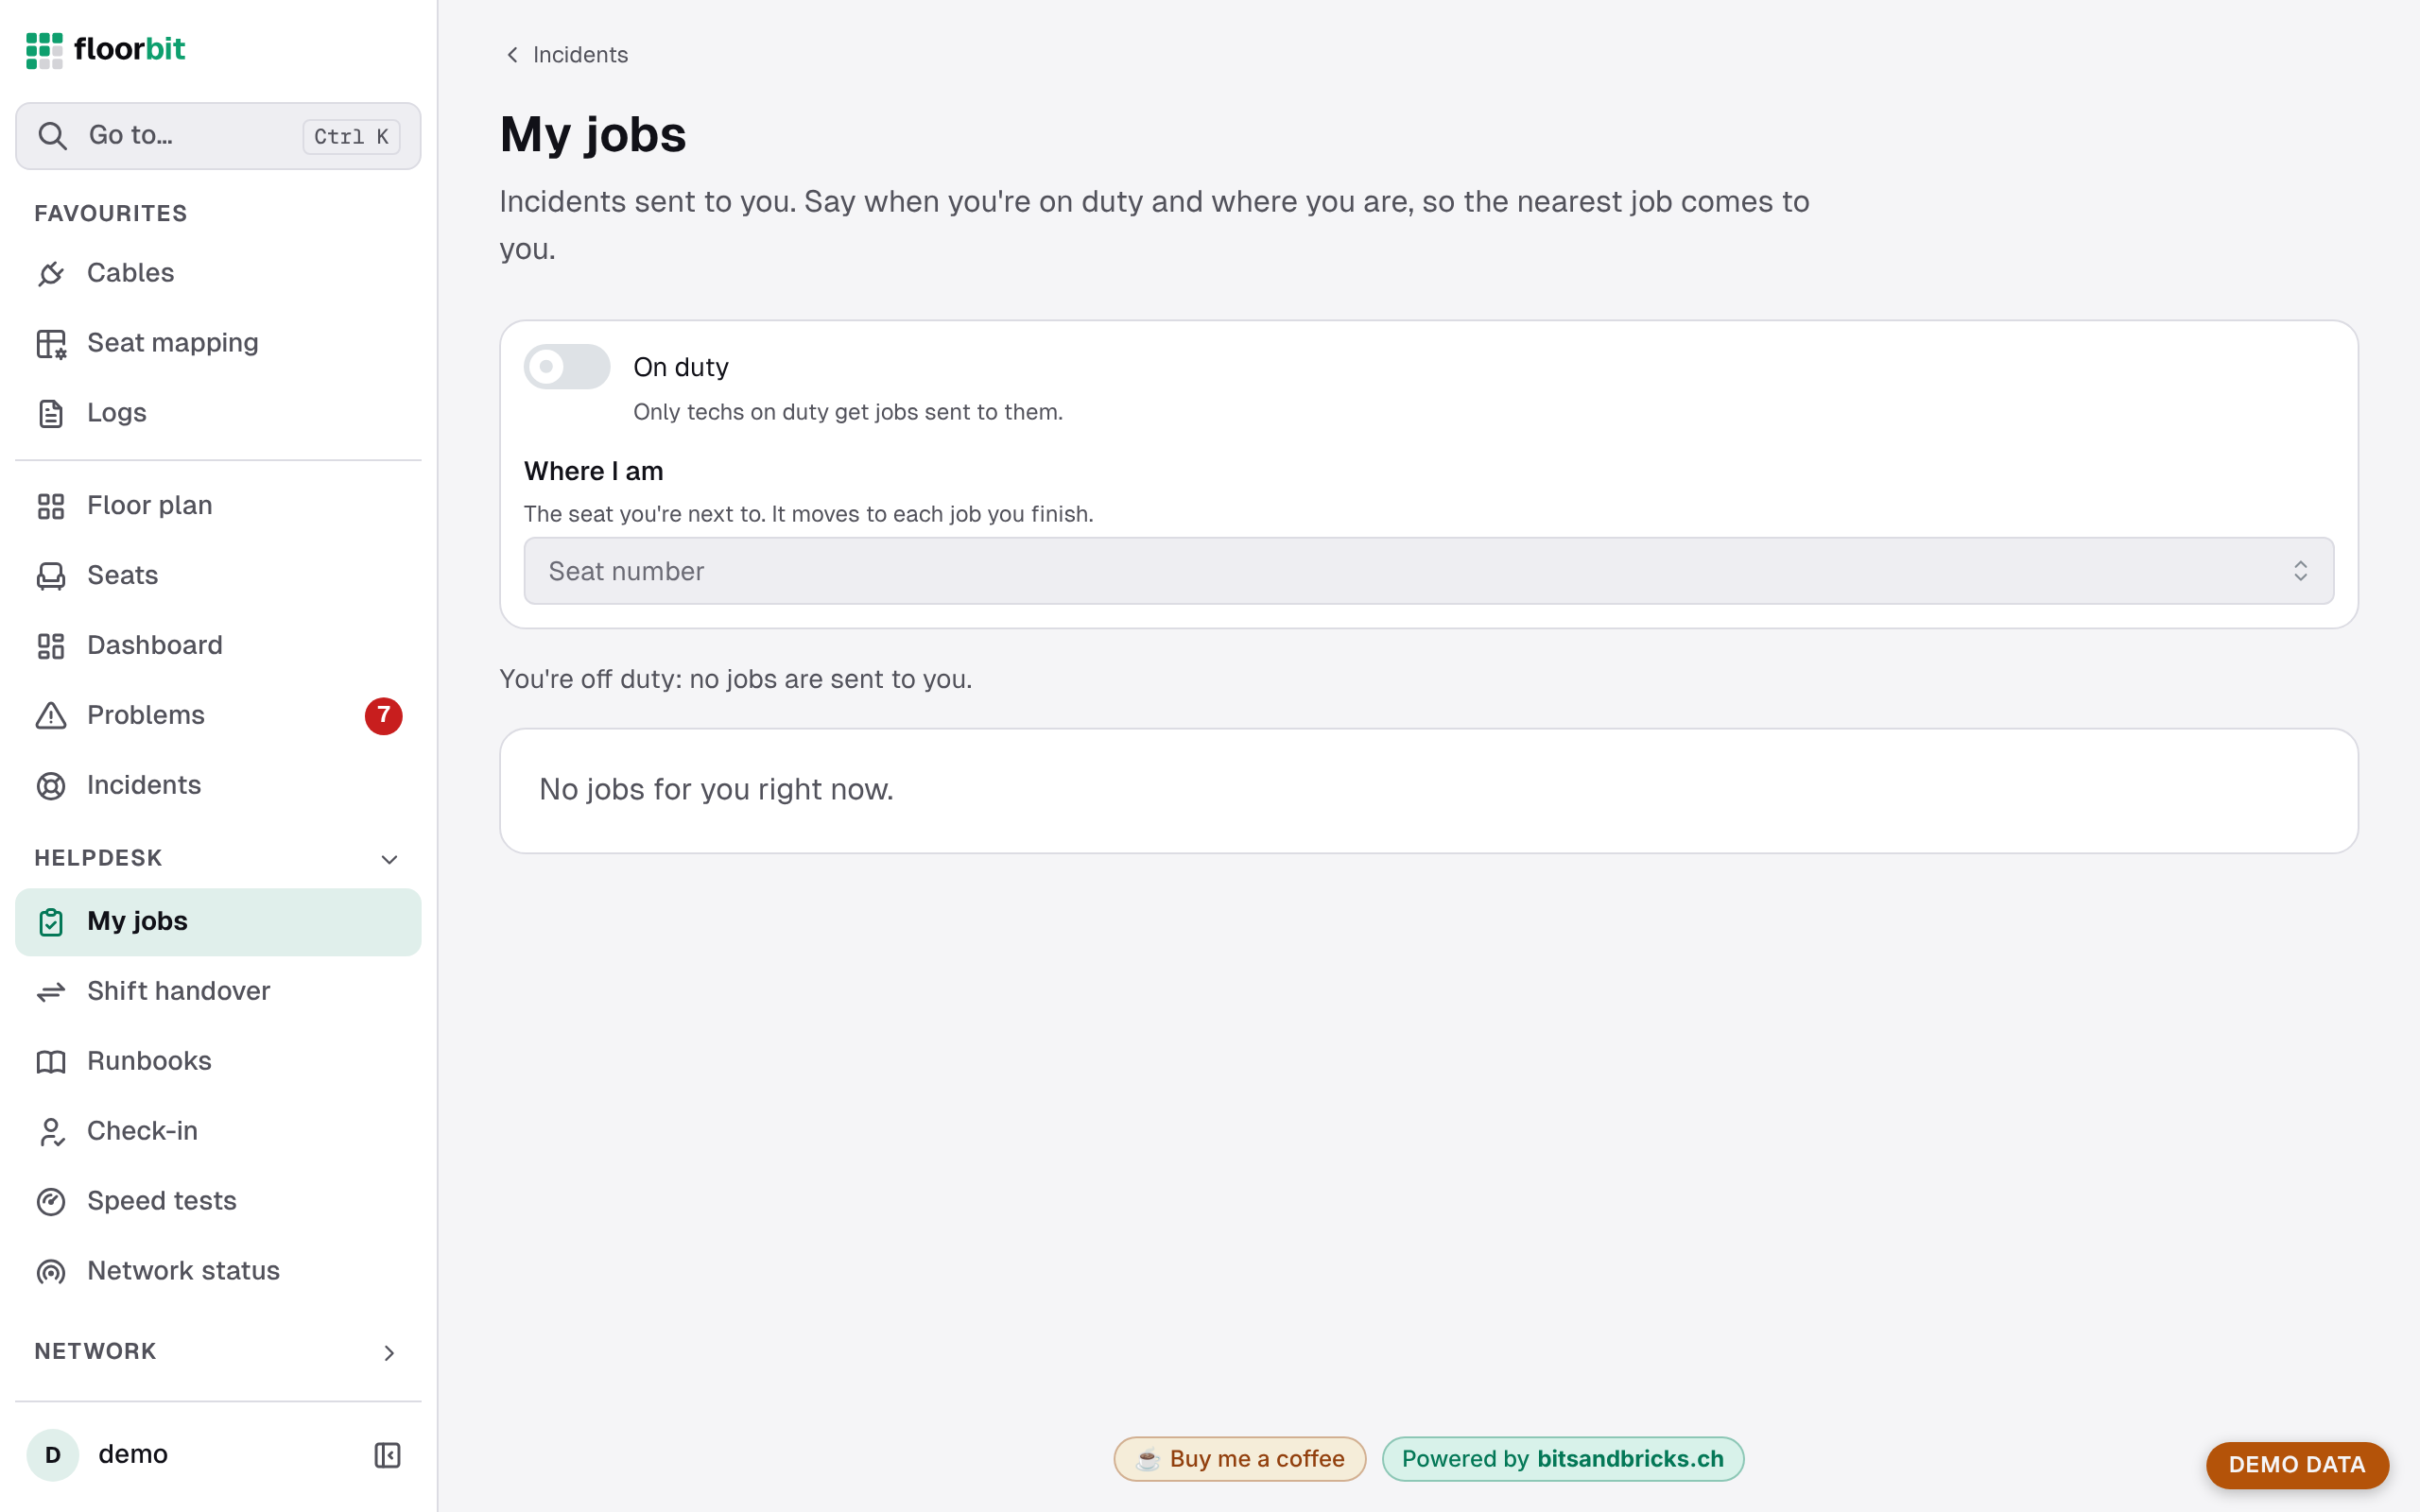 floorbit
Go to...
Ctrl K
FAVOURITES
Cables
Seat mapping
Logs
Floor plan
Seats
Dashboard
Problems
7
Incidents
HELPDESK
My jobs
Shift handover
Runbooks
Check-in
Speed tests
Network status
NETWORK
D
demo
Incidents
My jobs
Incidents sent to you. Say when you're on duty and where you are, so the nearest job comes to
you.
On duty
Only techs on duty get jobs sent to them.
Where I am
The seat you're next to. It moves to each job you finish.
Seat number
You're off duty: no jobs are sent to you.
No jobs for you right now.
Buy me a coffee
Powered by bitsandbricks.ch
DEMO DATA